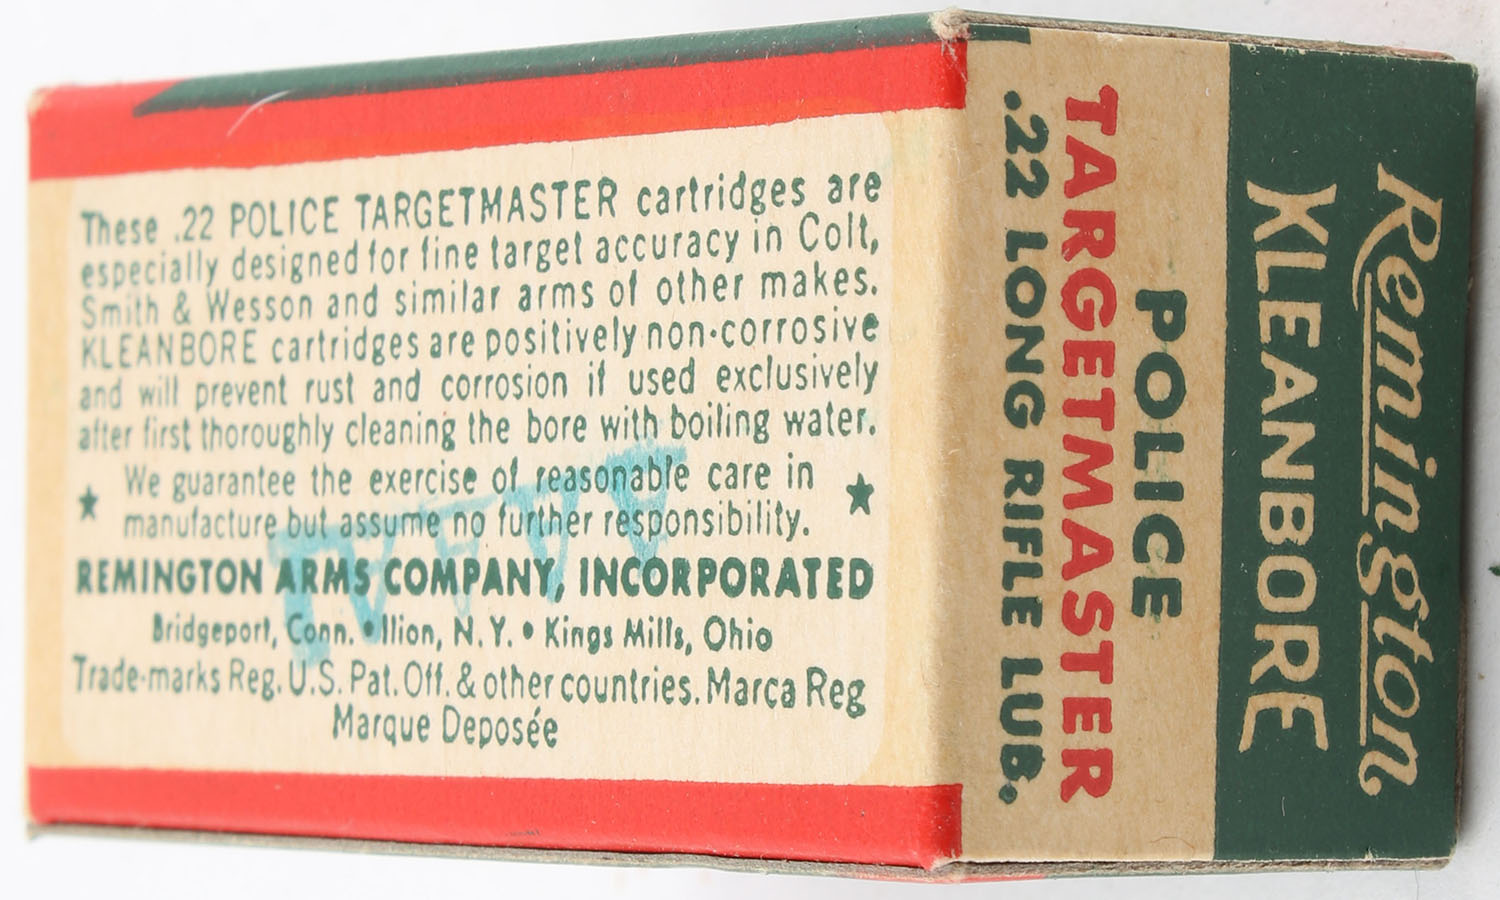 These .22 POLICE TARGETMASTER cartridges are
especially designed for fine target accuracy in Colt,
Smith & Wesson and similar arms of other makes.
KLEANBORE cartridges are positively non-corrosive
and will prevent rust and corrosion if used exclusively
after first thoroughly cleaning the bore with boiling water.
★ We guarantee the exercise of reasonable care in ★
manufacture but assume no further responsibility.
REMINGTON ARMS COMPANY, INCORPORATED
Bridgeport, Conn. • Ilion, N. Y. • Kings Mills, Ohio
Trade-marks Reg. U.S. Pat. Off. & other countries. Marca Reg
Marque Deposée
Remington
KLEANBORE
POLICE
TARGETMASTER
.22 LONG RIFLE LUB.